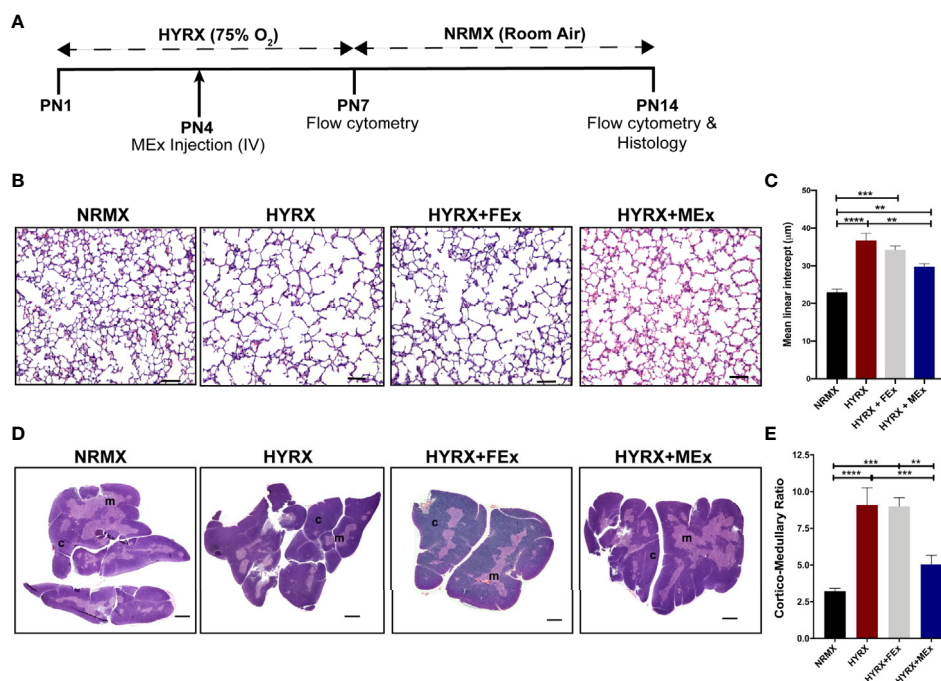 A
HYRX (75% O₂)
NRMX (Room Air)
PN1
PN4
MEx Injection (IV)
PN7
Flow cytometry
PN14
Flow cytometry &
Histology
B
NRMX
HYRX
HYRX+FEx
HYRX+MEx
C
***
**
****
**
Mean linear intercept (μm)
50
40
30
20
10
0
NRMX
HYRX
HYRX + FEx
HYRX + MEx
D
NRMX
HYRX
HYRX+FEx
HYRX+MEx
m
c
c
m
c
m
m
c
E
***
**
****
***
Cortico-Medullary Ratio
12.5
10.0
7.5
5.0
2.5
0.0
NRMX
HYRX
HYRX+FEx
HYRX+MEx